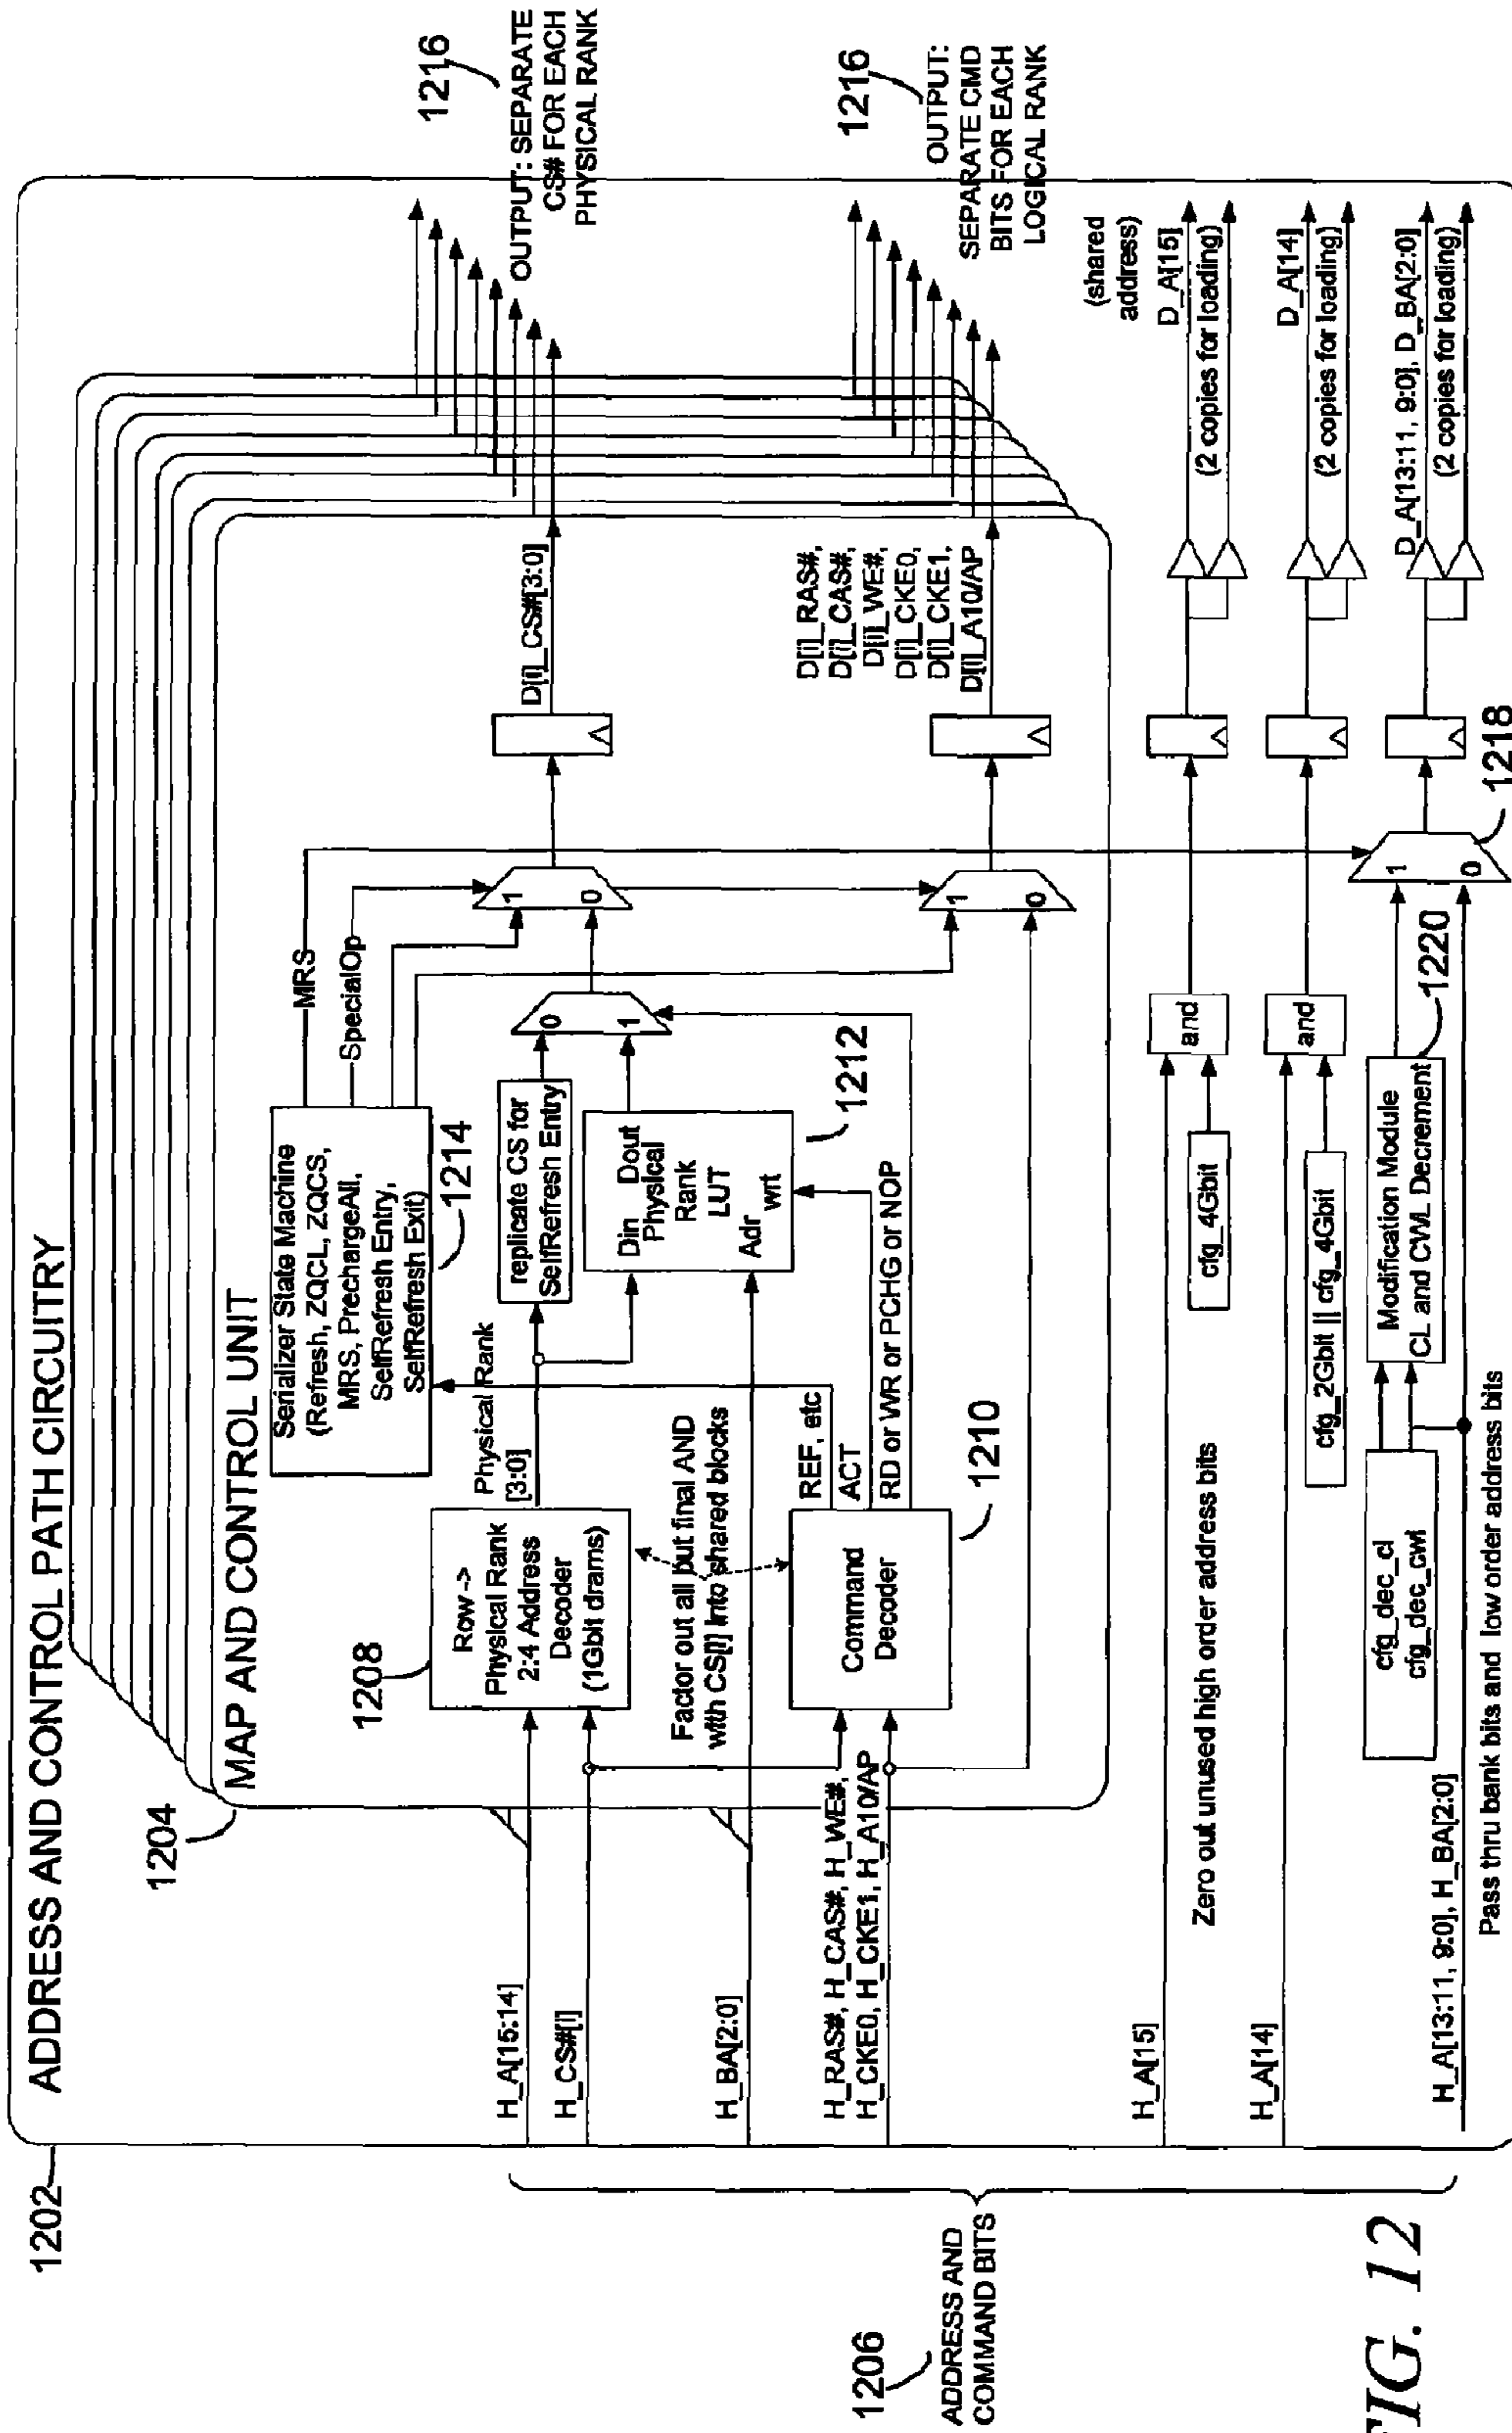 ADDRESS AND CONTROL PATH CIRCUITRY
1202
1204
MAP AND CONTROL UNIT
1206
ADDRESS AND
COMMAND BITS
H_A[15:14]
H_CS#[i]
H_BA[2:0]
H_RAS#, H_CAS#, H_WE#,
H_CKE0, H_CKE1, H_A10/AP
H_A[15]
H_A[14]
H_A[13:11, 9:0], H_BA[2:0]
1208
Row ->
Physical Rank
2:4 Address
Decoder
(1Gbit drams)
Factor out all but final AND
with CS[i] into shared blocks
Command
Decoder
1210
Physical Rank
[3:0]
REF, etc
ACT
RD or WR or PCHG or NOP
Serializer State Machine
(Refresh, ZQCL, ZQCS,
MRS, PrechargeAll,
SelfRefresh Entry,
SelfRefresh Exit)
1214
MRS
SpecialOp
replicate CS for
SelfRefresh Entry
Din Dout
Physical
Rank
LUT
Adr wrt
1212
0
1
1
0
1
0
D[i]_CS#[3:0]
D[i]_RAS#,
D[i]_CAS#,
D[i]_WE#,
D[i]_CKE0,
D[i]_CKE1,
D[i]_A10/AP
1216
OUTPUT: SEPARATE
CS# FOR EACH
PHYSICAL RANK
1216
OUTPUT:
SEPARATE CMD
BITS FOR EACH
LOGICAL RANK
Zero out unused high order address bits
cfg_4Gbit
and
(shared
address)
D_A[15]
(2 copies for loading)
cfg_2Gbit || cfg_4Gbit
and
D_A[14]
(2 copies for loading)
cfg_dec_cl
cfg_dec_cwl
Modification Module
CL and CWL Decrement
1220
1
0
1218
D_A[13:11, 9:0], D_BA[2:0]
(2 copies for loading)
Pass thru bank bits and low order address bits
FIG. 12